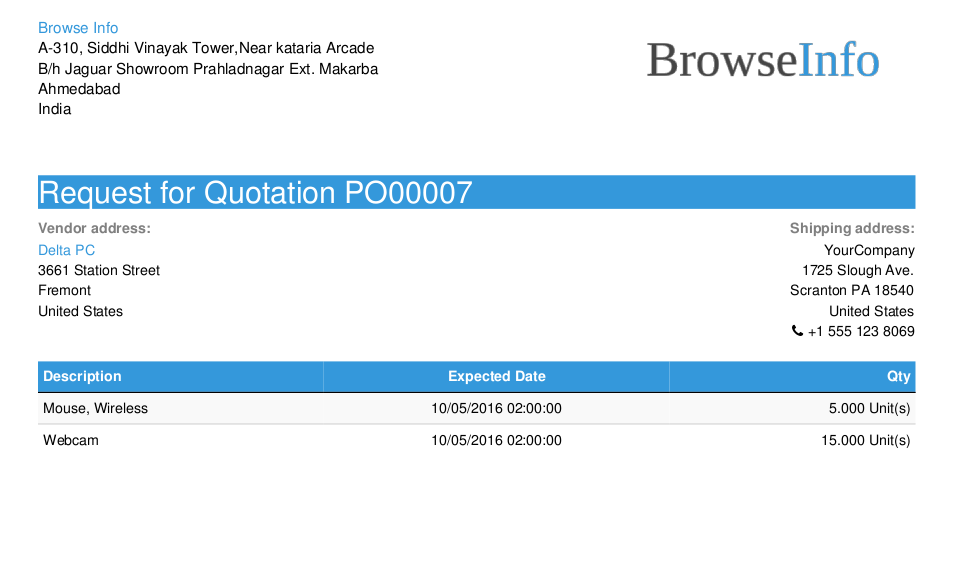 Browse Info
A-310, Siddhi Vinayak Tower,Near kataria Arcade
B/h Jaguar Showroom Prahladnagar Ext. Makarba
Ahmedabad
India
BrowseInfo
Request for Quotation PO00007
Vendor address:
Delta PC
3661 Station Street
Fremont
United States
Shipping address:
YourCompany
1725 Slough Ave.
Scranton PA 18540
United States
+1 555 123 8069
Description Expected Date Qty
Mouse, Wireless 10/05/2016 02:00:00 5.000 Unit(s)
Webcam 10/05/2016 02:00:00 15.000 Unit(s)